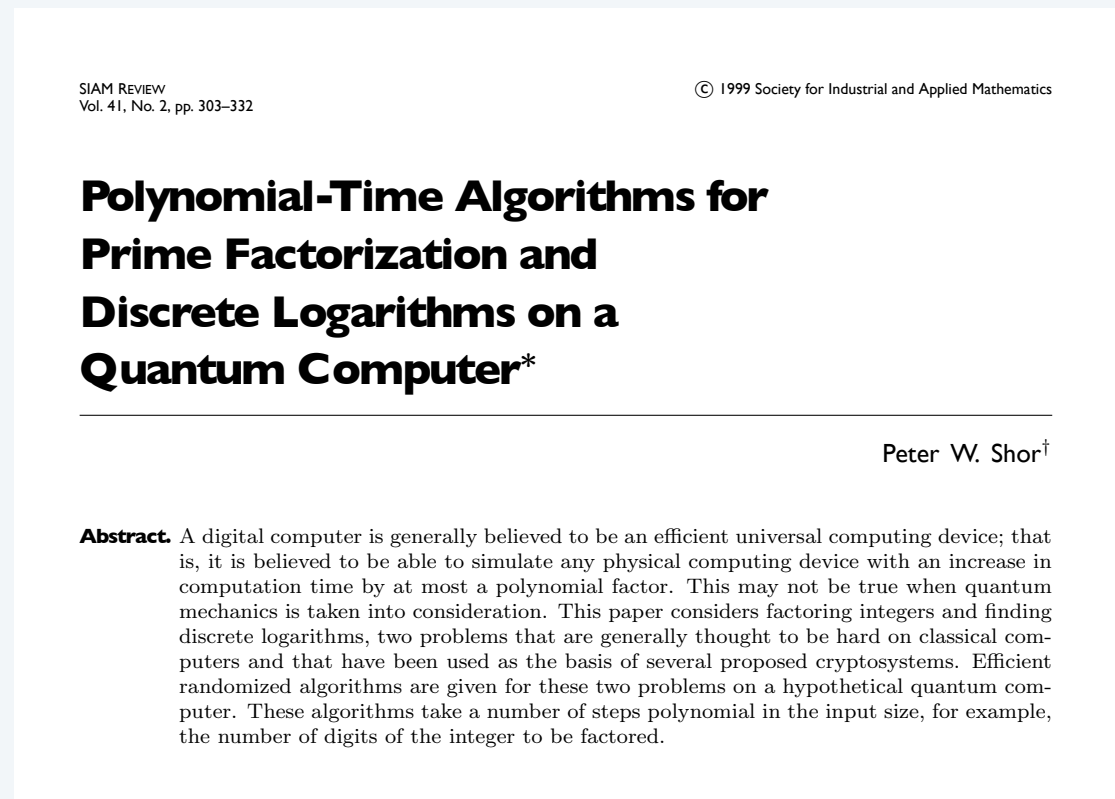 SIAM REVIEW
Vol. 41, No. 2, pp. 303–332
© 1999 Society for Industrial and Applied Mathematics
Polynomial-Time Algorithms for
Prime Factorization and
Discrete Logarithms on a
Quantum Computer*
Peter W. Shor†
Abstract. A digital computer is generally believed to be an efficient universal computing device; that
is, it is believed to be able to simulate any physical computing device with an increase in
computation time by at most a polynomial factor. This may not be true when quantum
mechanics is taken into consideration. This paper considers factoring integers and finding
discrete logarithms, two problems that are generally thought to be hard on classical com-
puters and that have been used as the basis of several proposed cryptosystems. Efficient
randomized algorithms are given for these two problems on a hypothetical quantum com-
puter. These algorithms take a number of steps polynomial in the input size, for example,
the number of digits of the integer to be factored.